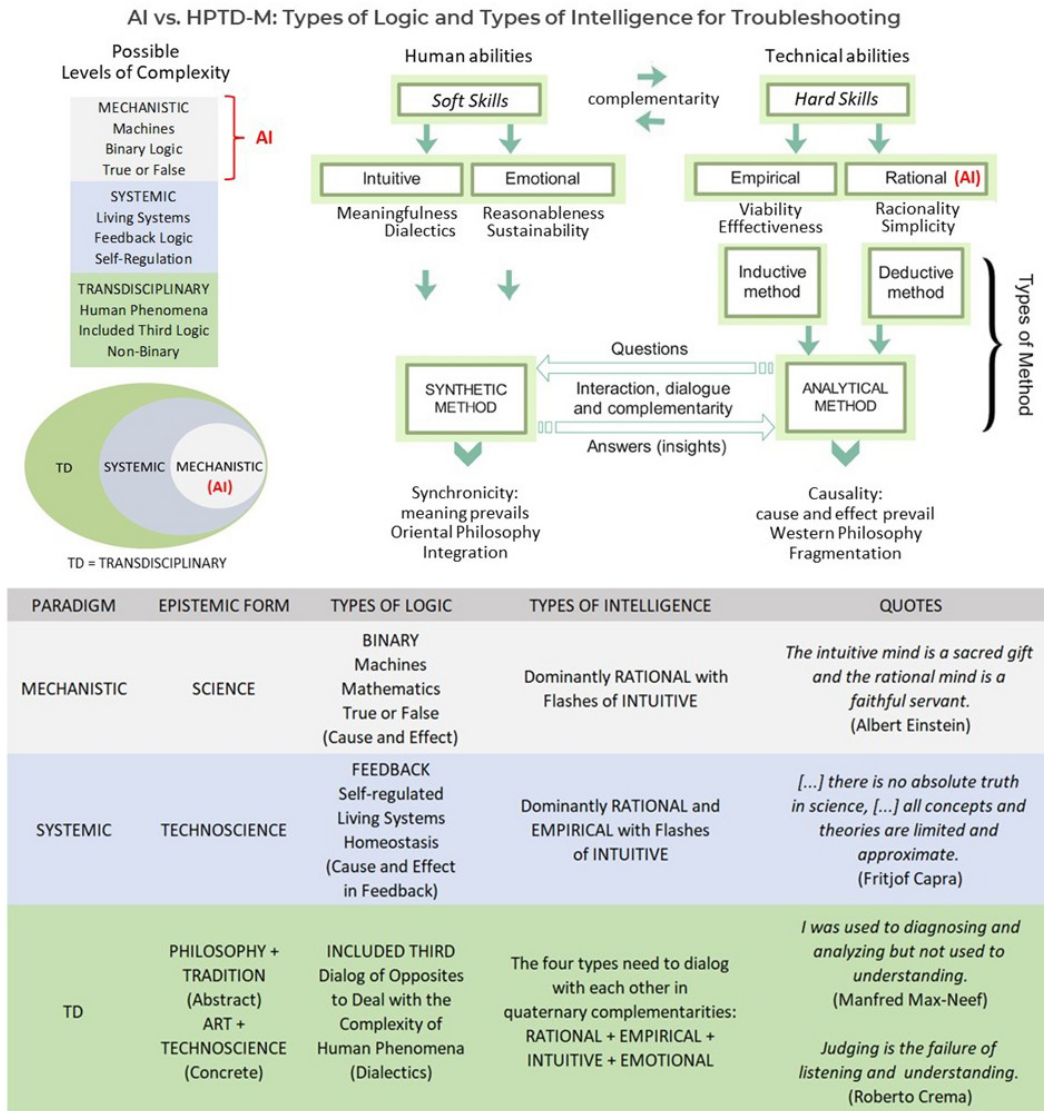 AI vs. HPTD-M: Types of Logic and Types of Intelligence for Troubleshooting
Possible
Levels of Complexity
MECHANISTIC
Machines
Binary Logic
True or False
AI
SYSTEMIC
Living Systems
Feedback Logic
Self-Regulation
TRANSDISCIPLINARY
Human Phenomena
Included Third Logic
Non-Binary
TD
SYSTEMIC
MECHANISTIC
(AI)
TD = TRANSDISCIPLINARY
Human abilities
Soft Skills
complementarity
Technical abilities
Hard Skills
Intuitive
Emotional
Empirical
Rational (AI)
Meaningfulness
Dialectics
Reasonableness
Sustainability
Viability
Efffectiveness
Racionality
Simplicity
Inductive
method
Deductive
method
Types of Method
SYNTHETIC
METHOD
Questions
Interaction, dialogue
and complementarity
Answers (insights)
ANALYTICAL
METHOD
Synchronicity:
meaning prevails
Oriental Philosophy
Integration
Causality:
cause and effect prevail
Western Philosophy
Fragmentation
PARADIGM
EPISTEMIC FORM
TYPES OF LOGIC
TYPES OF INTELLIGENCE
QUOTES
MECHANISTIC
SCIENCE
BINARY
Machines
Mathematics
True or False
(Cause and Effect)
Dominantly RATIONAL with
Flashes of INTUITIVE
The intuitive mind is a sacred gift
and the rational mind is a
faithful servant.
(Albert Einstein)
SYSTEMIC
TECHNOSCIENCE
FEEDBACK
Self-regulated
Living Systems
Homeostasis
(Cause and Effect
in Feedback)
Dominantly RATIONAL and
EMPIRICAL with Flashes
of INTUITIVE
[...] there is no absolute truth
in science, [...] all concepts and
theories are limited and
approximate.
(Fritjof Capra)
TD
PHILOSOPHY +
TRADITION
(Abstract)
ART +
TECHNOSCIENCE
(Concrete)
INCLUDED THIRD
Dialog of Opposites
to Deal with the
Complexity of
Human Phenomena
(Dialectics)
The four types need to dialog
with each other in
quaternary complementarities:
RATIONAL + EMPIRICAL +
INTUITIVE + EMOTIONAL
I was used to diagnosing and
analyzing but not used to
understanding.
(Manfred Max-Neef)
Judging is the failure of
listening and understanding.
(Roberto Crema)